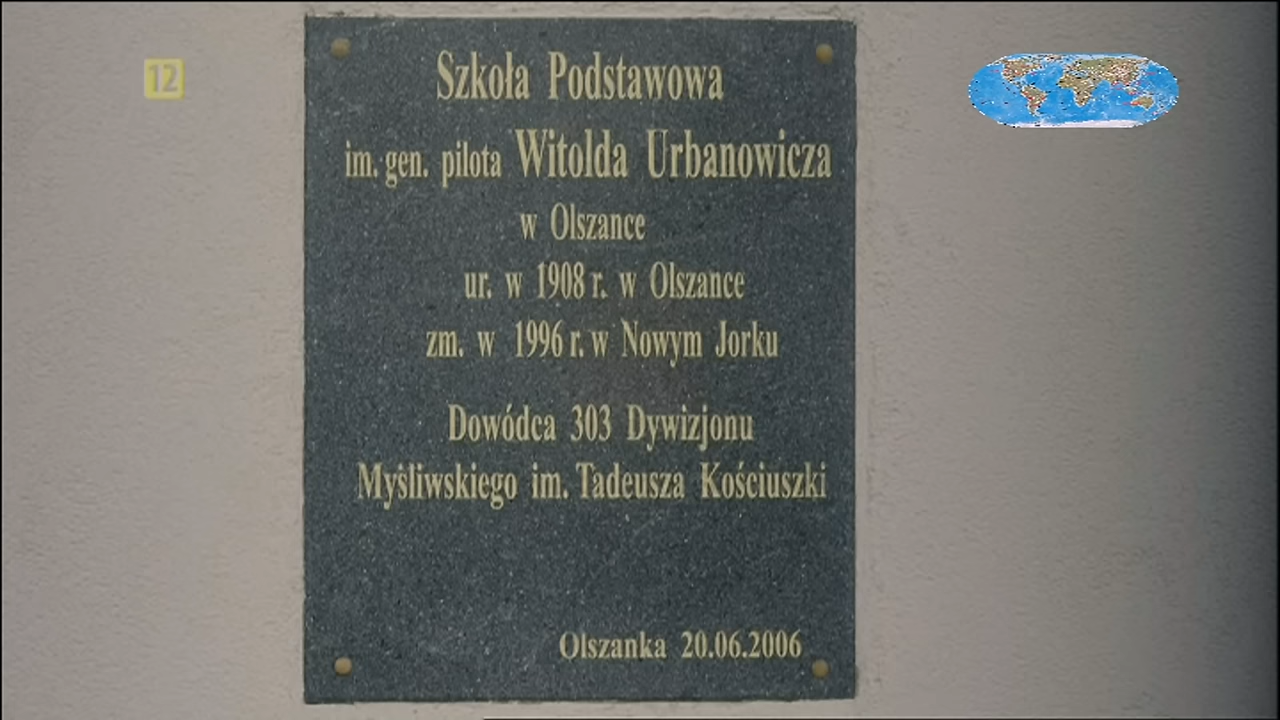 12
Szkoła Podstawowa
im. gen. pilota Witolda Urbanowicza
w Olszance
ur. w 1908 r. w Olszance
zm. w 1996 r. w Nowym Jorku
Dowódca 303 Dywizjonu
Myśliwskiego im. Tadeusza Kościuszki
Olszanka 20.06.2006